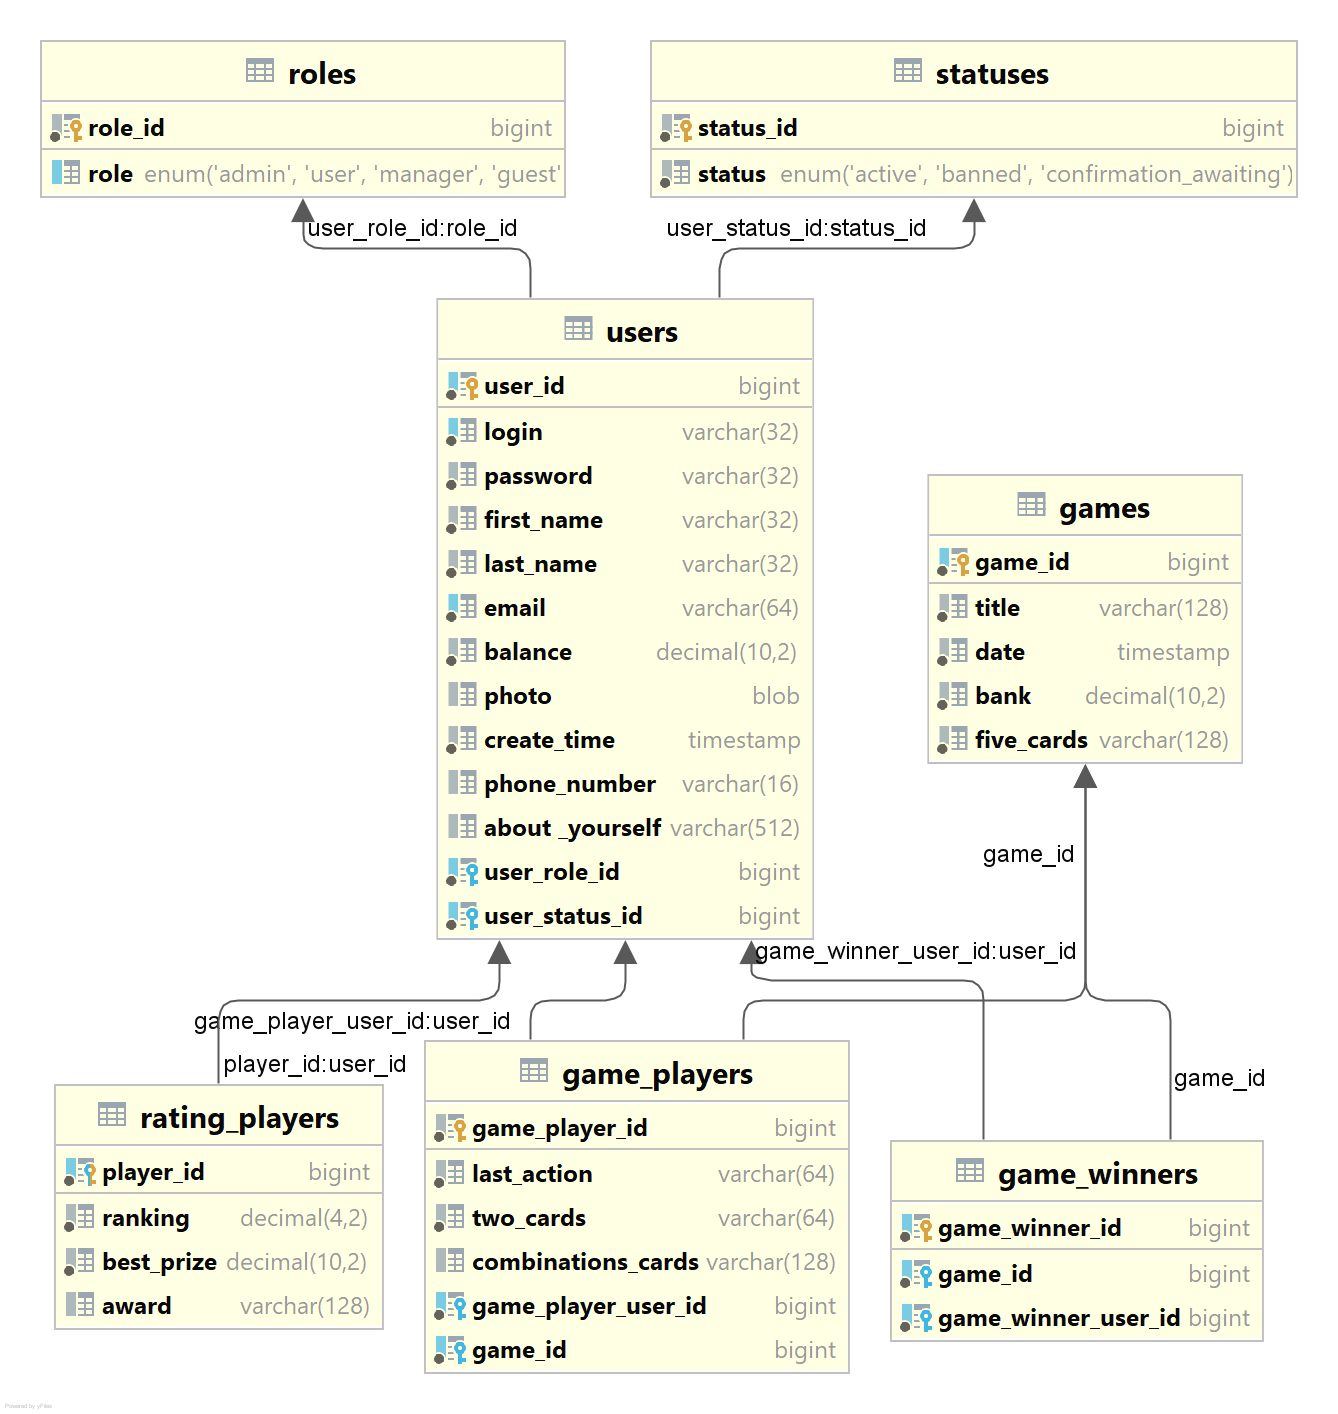 roles
role_id bigint
role enum('admin', 'user', 'manager', 'guest'
statuses
status_id bigint
status enum('active', 'banned', 'confirmation_awaiting')
user_role_id:role_id
user_status_id:status_id
users
user_id bigint
login varchar(32)
password varchar(32)
first_name varchar(32)
last_name varchar(32)
email varchar(64)
balance decimal(10,2)
photo blob
create_time timestamp
phone_number varchar(16)
about _yourself varchar(512)
user_role_id bigint
user_status_id bigint
games
game_id bigint
title varchar(128)
date timestamp
bank decimal(10,2)
five_cards varchar(128)
game_id
game_winner_user_id:user_id
game_player_user_id:user_id
player_id:user_id
game_id
rating_players
player_id bigint
ranking decimal(4,2)
best_prize decimal(10,2)
award varchar(128)
game_players
game_player_id bigint
last_action varchar(64)
two_cards varchar(64)
combinations_cards varchar(128)
game_player_user_id bigint
game_id bigint
game_winners
game_winner_id bigint
game_id bigint
game_winner_user_id bigint
Powered by yFiles